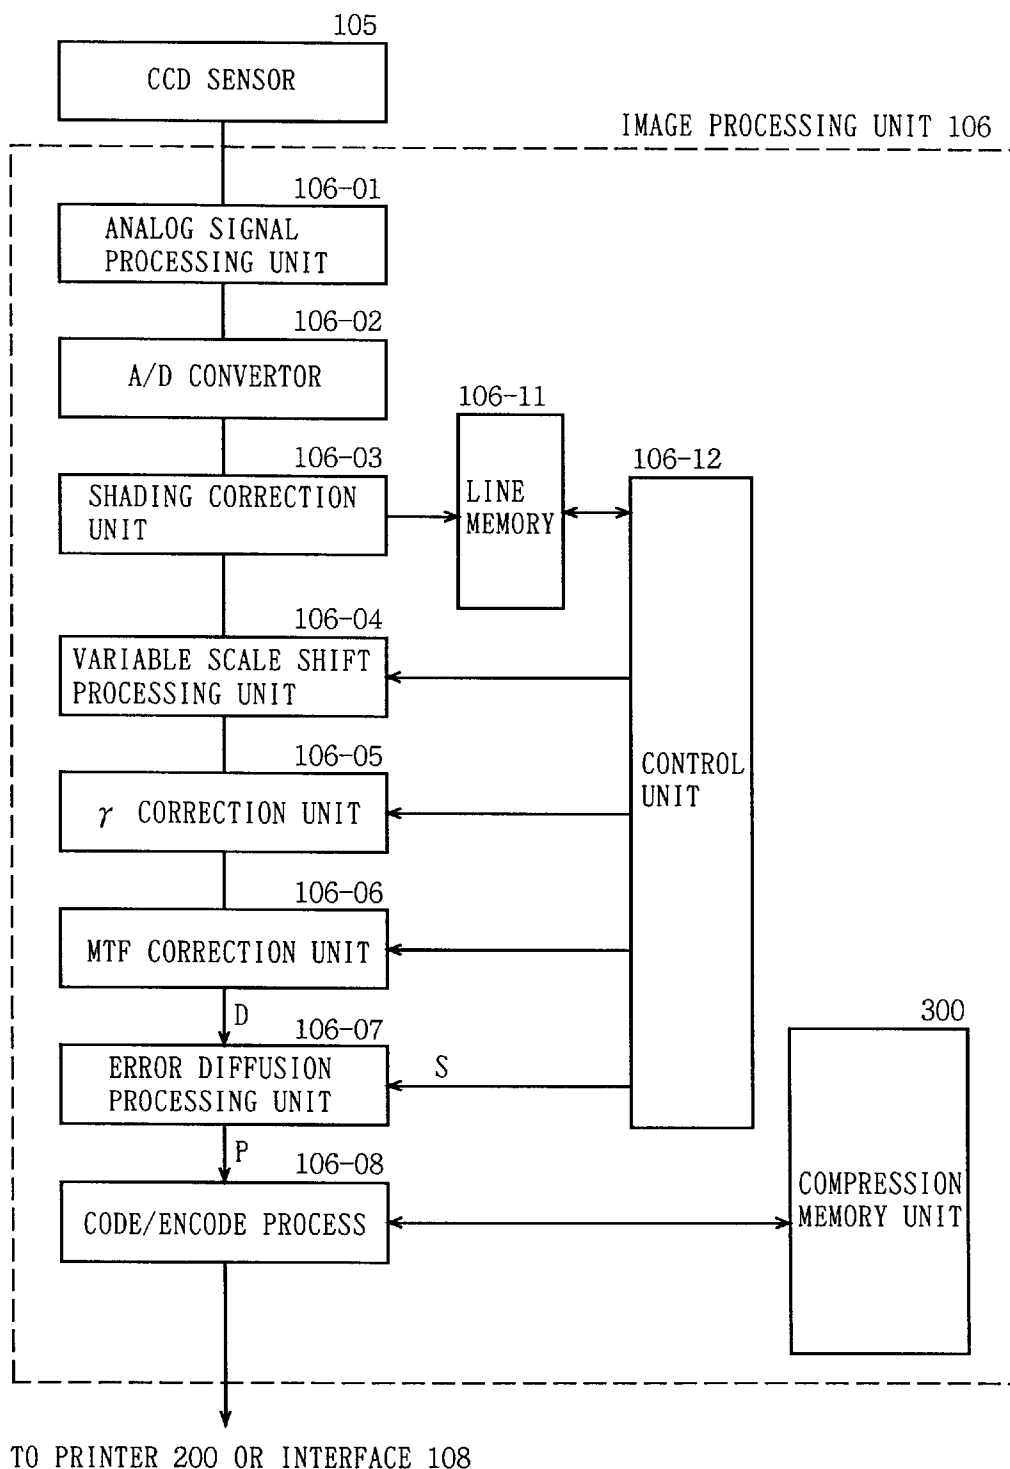 105
CCD SENSOR
IMAGE PROCESSING UNIT 106
106-01
ANALOG SIGNAL
PROCESSING UNIT
106-02
A/D CONVERTOR
106-11
LINE
MEMORY
106-03
SHADING CORRECTION
UNIT
106-12
CONTROL
UNIT
106-04
VARIABLE SCALE SHIFT
PROCESSING UNIT
106-05
γ CORRECTION UNIT
106-06
MTF CORRECTION UNIT
D
106-07
ERROR DIFFUSION
PROCESSING UNIT
S
P
106-08
CODE/ENCODE PROCESS
300
COMPRESSION
MEMORY UNIT
TO PRINTER 200 OR INTERFACE 108